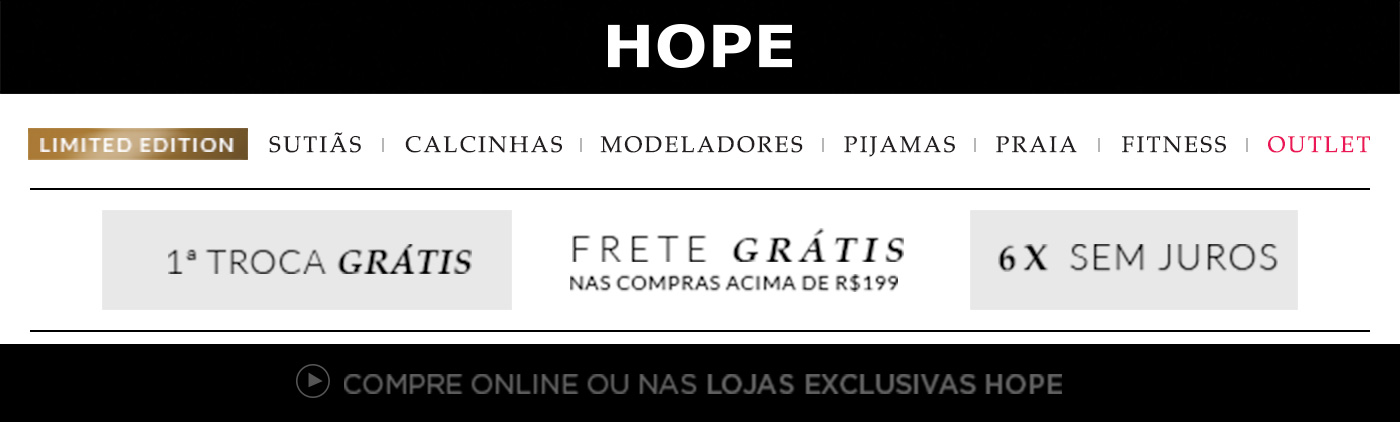 HOPE
LIMITED EDITION SUTIÃS CALCINHAS MODELADORES PIJAMAS PRAIA FITNESS OUTLET
1ª TROCA GRÁTIS
FRETE GRÁTIS
NAS COMPRAS ACIMA DE R$199
6 X SEM JUROS
COMPRE ONLINE OU NAS LOJAS EXCLUSIVAS HOPE